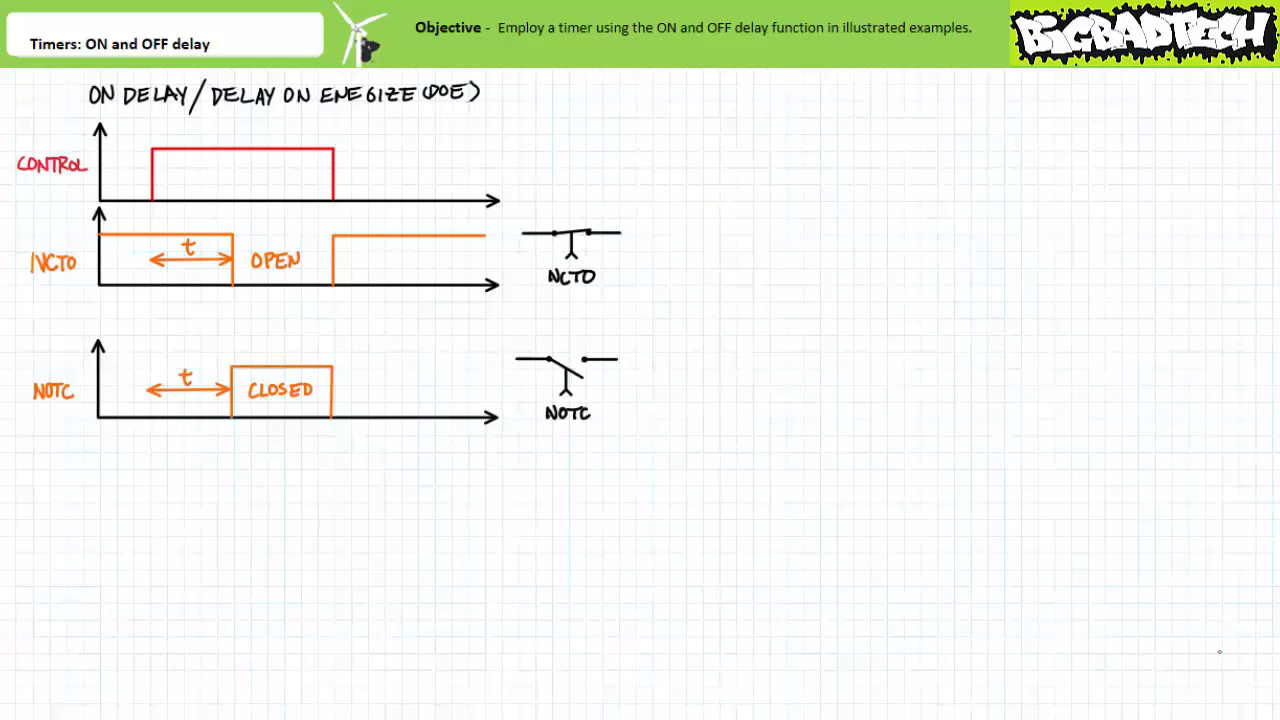 Timers: ON and OFF delay
Objective - Employ a timer using the ON and OFF delay function in illustrated examples.
BIGBADTECH
ON DELAY/DELAY ON ENEGIZE (DOE)
CONTROL
NCTO
t
OPEN
NCTO
NOTC
t
CLOSED
NOTC